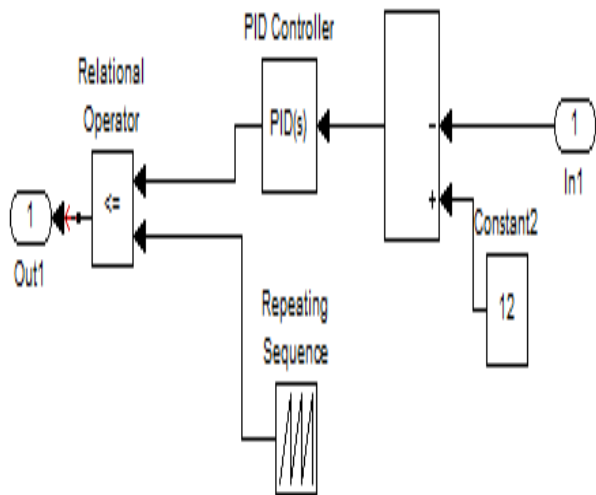 PID Controller
PID(s)
Relational
Operator
<=
1
Out1
−
+
1
In1
Constant2
12
Repeating
Sequence